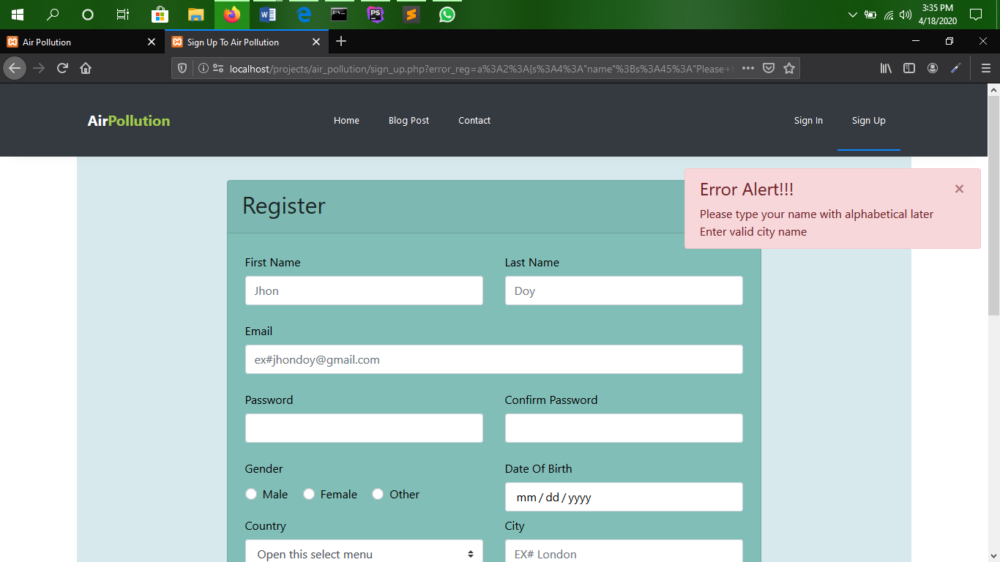 3:35 PM
4/18/2020
Air Pollution
Sign Up To Air Pollution
localhost/projects/air_pollution/sign_up.php?error_reg=a%3A2%3A{s%3A4%3A"name"%3Bs%3A45%3A"Please+t
AirPollution Home Blog Post Contact Sign In Sign Up
Error Alert!!!
Please type your name with alphabetical later
Enter valid city name
Register
First Name Last Name
Jhon Doy
Email
ex#jhondoy@gmail.com
Password Confirm Password
Gender Date Of Birth
Male Female Other mm / dd / yyyy
Country City
Open this select menu EX# London